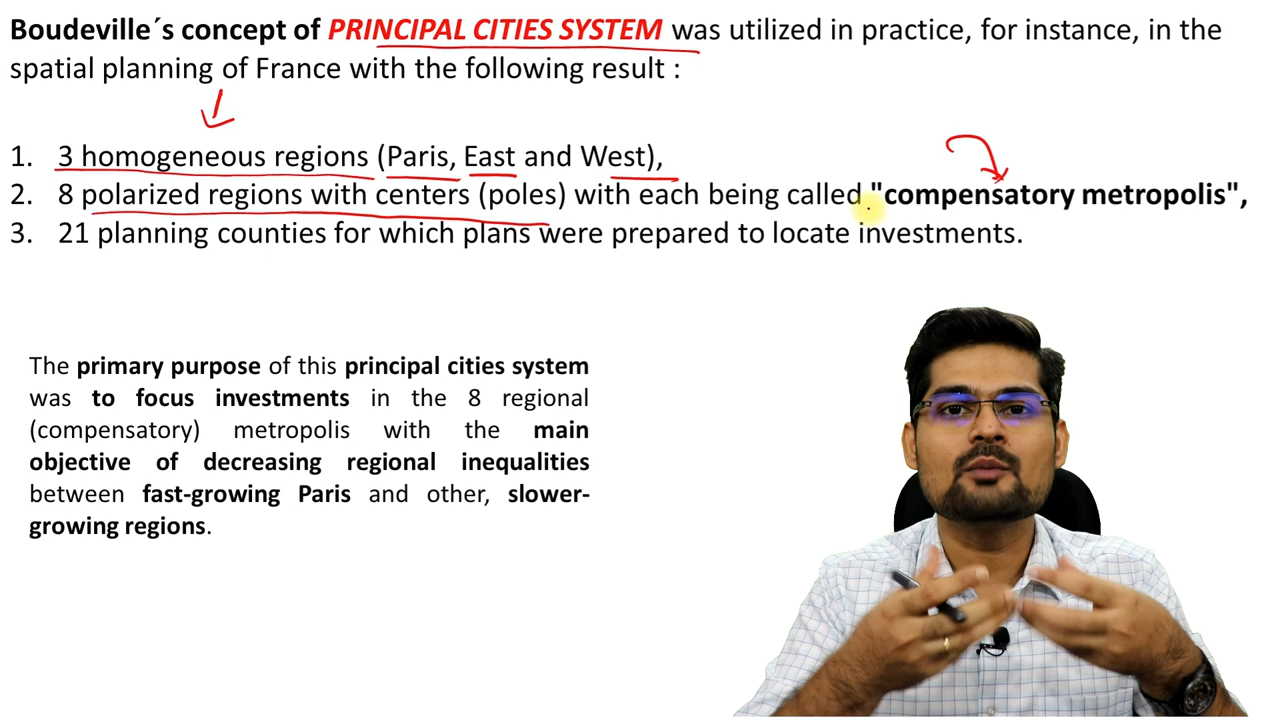 Boudeville´s concept of PRINCIPAL CITIES SYSTEM was utilized in practice, for instance, in the
spatial planning of France with the following result :
1. 3 homogeneous regions (Paris, East and West),
2. 8 polarized regions with centers (poles) with each being called "compensatory metropolis",
3. 21 planning counties for which plans were prepared to locate investments.
The primary purpose of this principal cities system
was to focus investments in the 8 regional
(compensatory) metropolis with the main
objective of decreasing regional inequalities
between fast-growing Paris and other, slower-
growing regions.